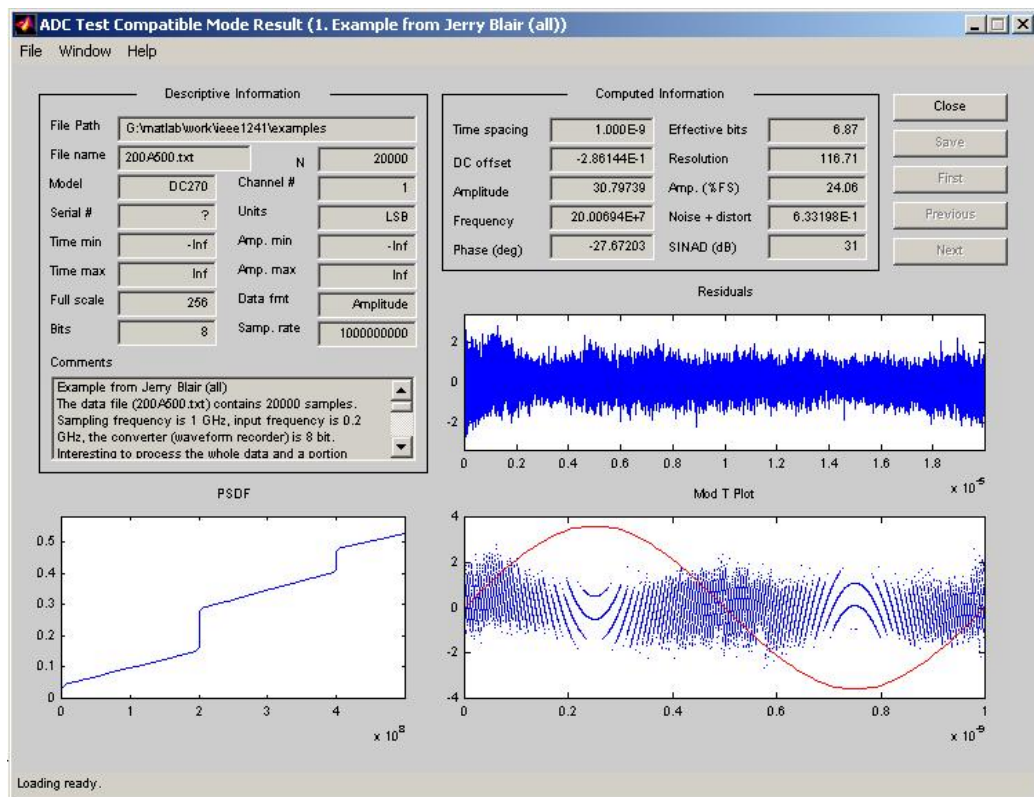 ADC Test Compatible Mode Result (1. Example from Jerry Blair (all))
File Window Help
Descriptive Information
File Path G:\matlab\work\ieee1241\examples
File name 200A500.txt N 20000
Model DC270 Channel # 1
Serial # ? Units LSB
Time min -Inf Amp. min -Inf
Time max Inf Amp. max Inf
Full scale 256 Data fmt Amplitude
Bits 8 Samp. rate 1000000000
Comments
Example from Jerry Blair (all)
The data file (200A500.txt) contains 20000 samples.
Sampling frequency is 1 GHz, input frequency is 0.2
GHz, the converter (waveform recorder) is 8 bit.
Interesting to process the whole data and a portion
Computed Information
Time spacing 1.000E-9 Effective bits 6.87
DC offset -2.86144E-1 Resolution 116.71
Amplitude 30.79739 Amp. (%FS) 24.06
Frequency 20.00694E+7 Noise + distort 6.33198E-1
Phase (deg) -27.67203 SINAD (dB) 31
Close
Save
First
Previous
Next
Residuals
2
0
-2
0 0.2 0.4 0.6 0.8 1 1.2 1.4 1.6 1.8
x 10^-5
PSDF
0.5
0.4
0.3
0.2
0.1
0
0 1 2 3 4
x 10^8
Mod T Plot
4
2
0
-2
-4
0 0.2 0.4 0.6 0.8 1
x 10^-9
Loading ready.